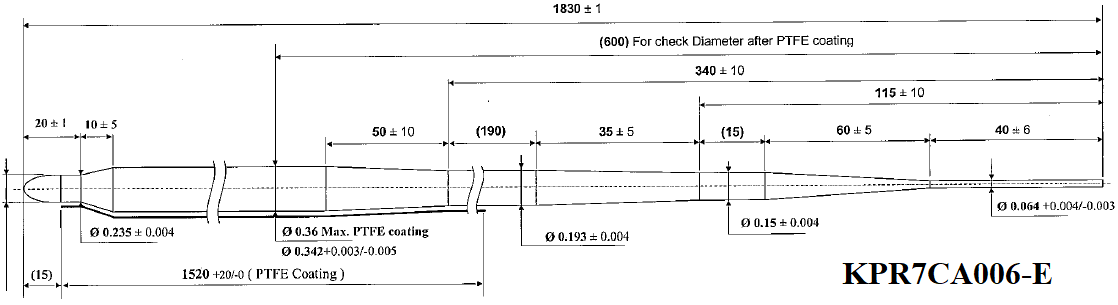 1830 ± 1
(600) For check Diameter after PTFE coating
340 ± 10
115 ± 10
20 ± 1 10 ± 5 50 ± 10 (190) 35 ± 5 (15) 60 ± 5 40 ± 6
Ø 0.064 +0.004/-0.003
Ø 0.235 ± 0.004 Ø 0.36 Max. PTFE coating Ø 0.193 ± 0.004 Ø 0.15 ± 0.004
Ø 0.342+0.003/-0.005
(15) 1520 +20/-0 ( PTFE Coating )
KPR7CA006-E